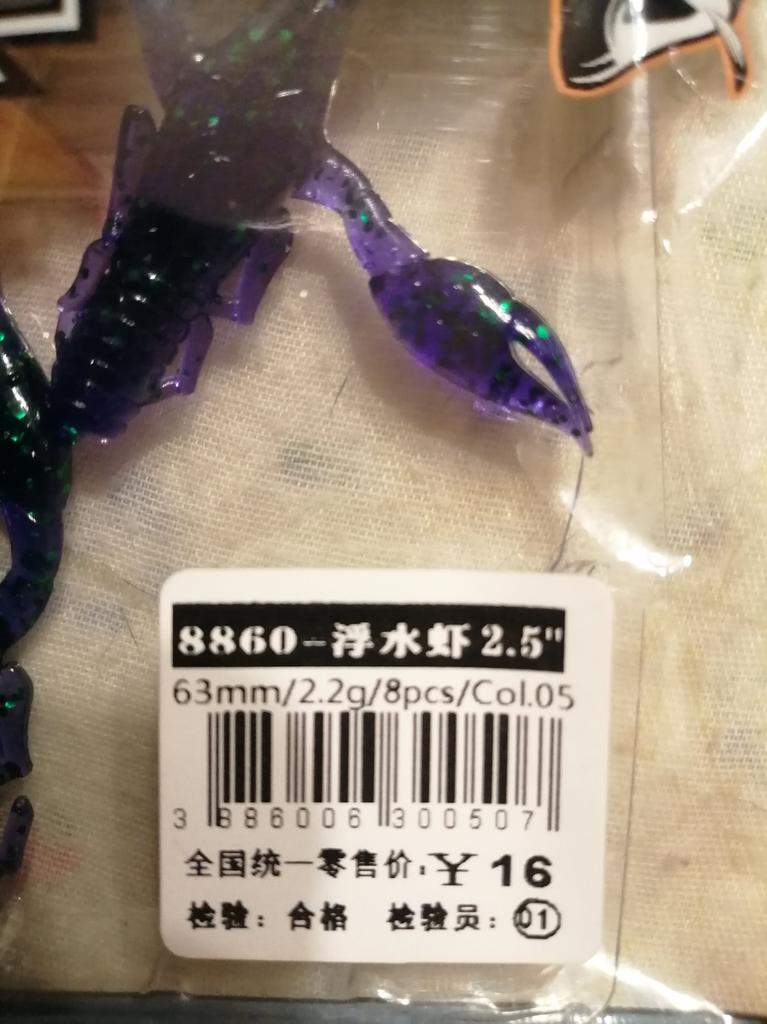 8860-浮水虾 2.5"
63mm/2.2g/8pcs/Col.05
3 886006 300507
全国统一零售价:￥16
检验：合格 检验员：01